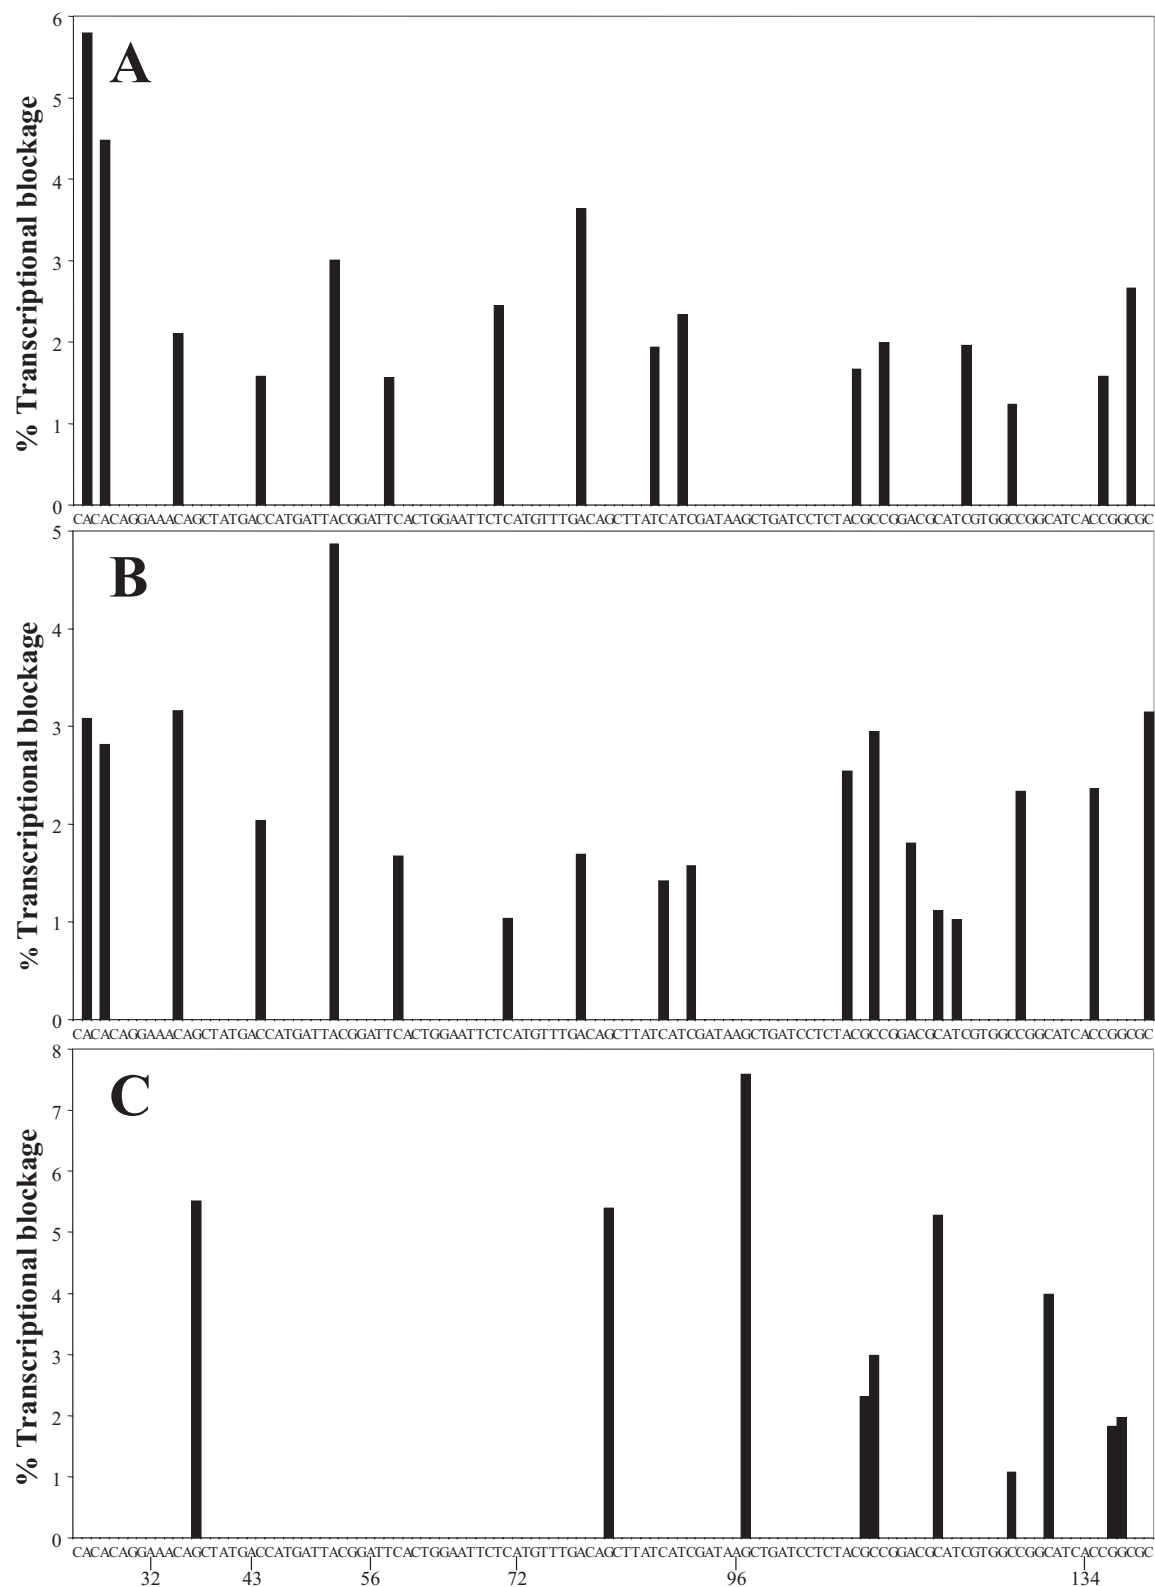 A
% Transcriptional blockage
6
5
4
3
2
1
0
CACACAGGAAACAGCTATGACCATGATTACGGATTCACTGGAATTCTCATGTTTGACAGCTTATCATCGATAAGCTGATCCTCTACGCCGGACGCATCGTGGCCGGCATCACCGGCGC
B
% Transcriptional blockage
5
4
3
2
1
0
CACACAGGAAACAGCTATGACCATGATTACGGATTCACTGGAATTCTCATGTTTGACAGCTTATCATCGATAAGCTGATCCTCTACGCCGGACGCATCGTGGCCGGCATCACCGGCGC
C
% Transcriptional blockage
8
7
6
5
4
3
2
1
0
CACACAGGAAACAGCTATGACCATGATTACGGATTCACTGGAATTCTCATGTTTGACAGCTTATCATCGATAAGCTGATCCTCTACGCCGGACGCATCGTGGCCGGCATCACCGGCGC
32 43 56 72 96 134